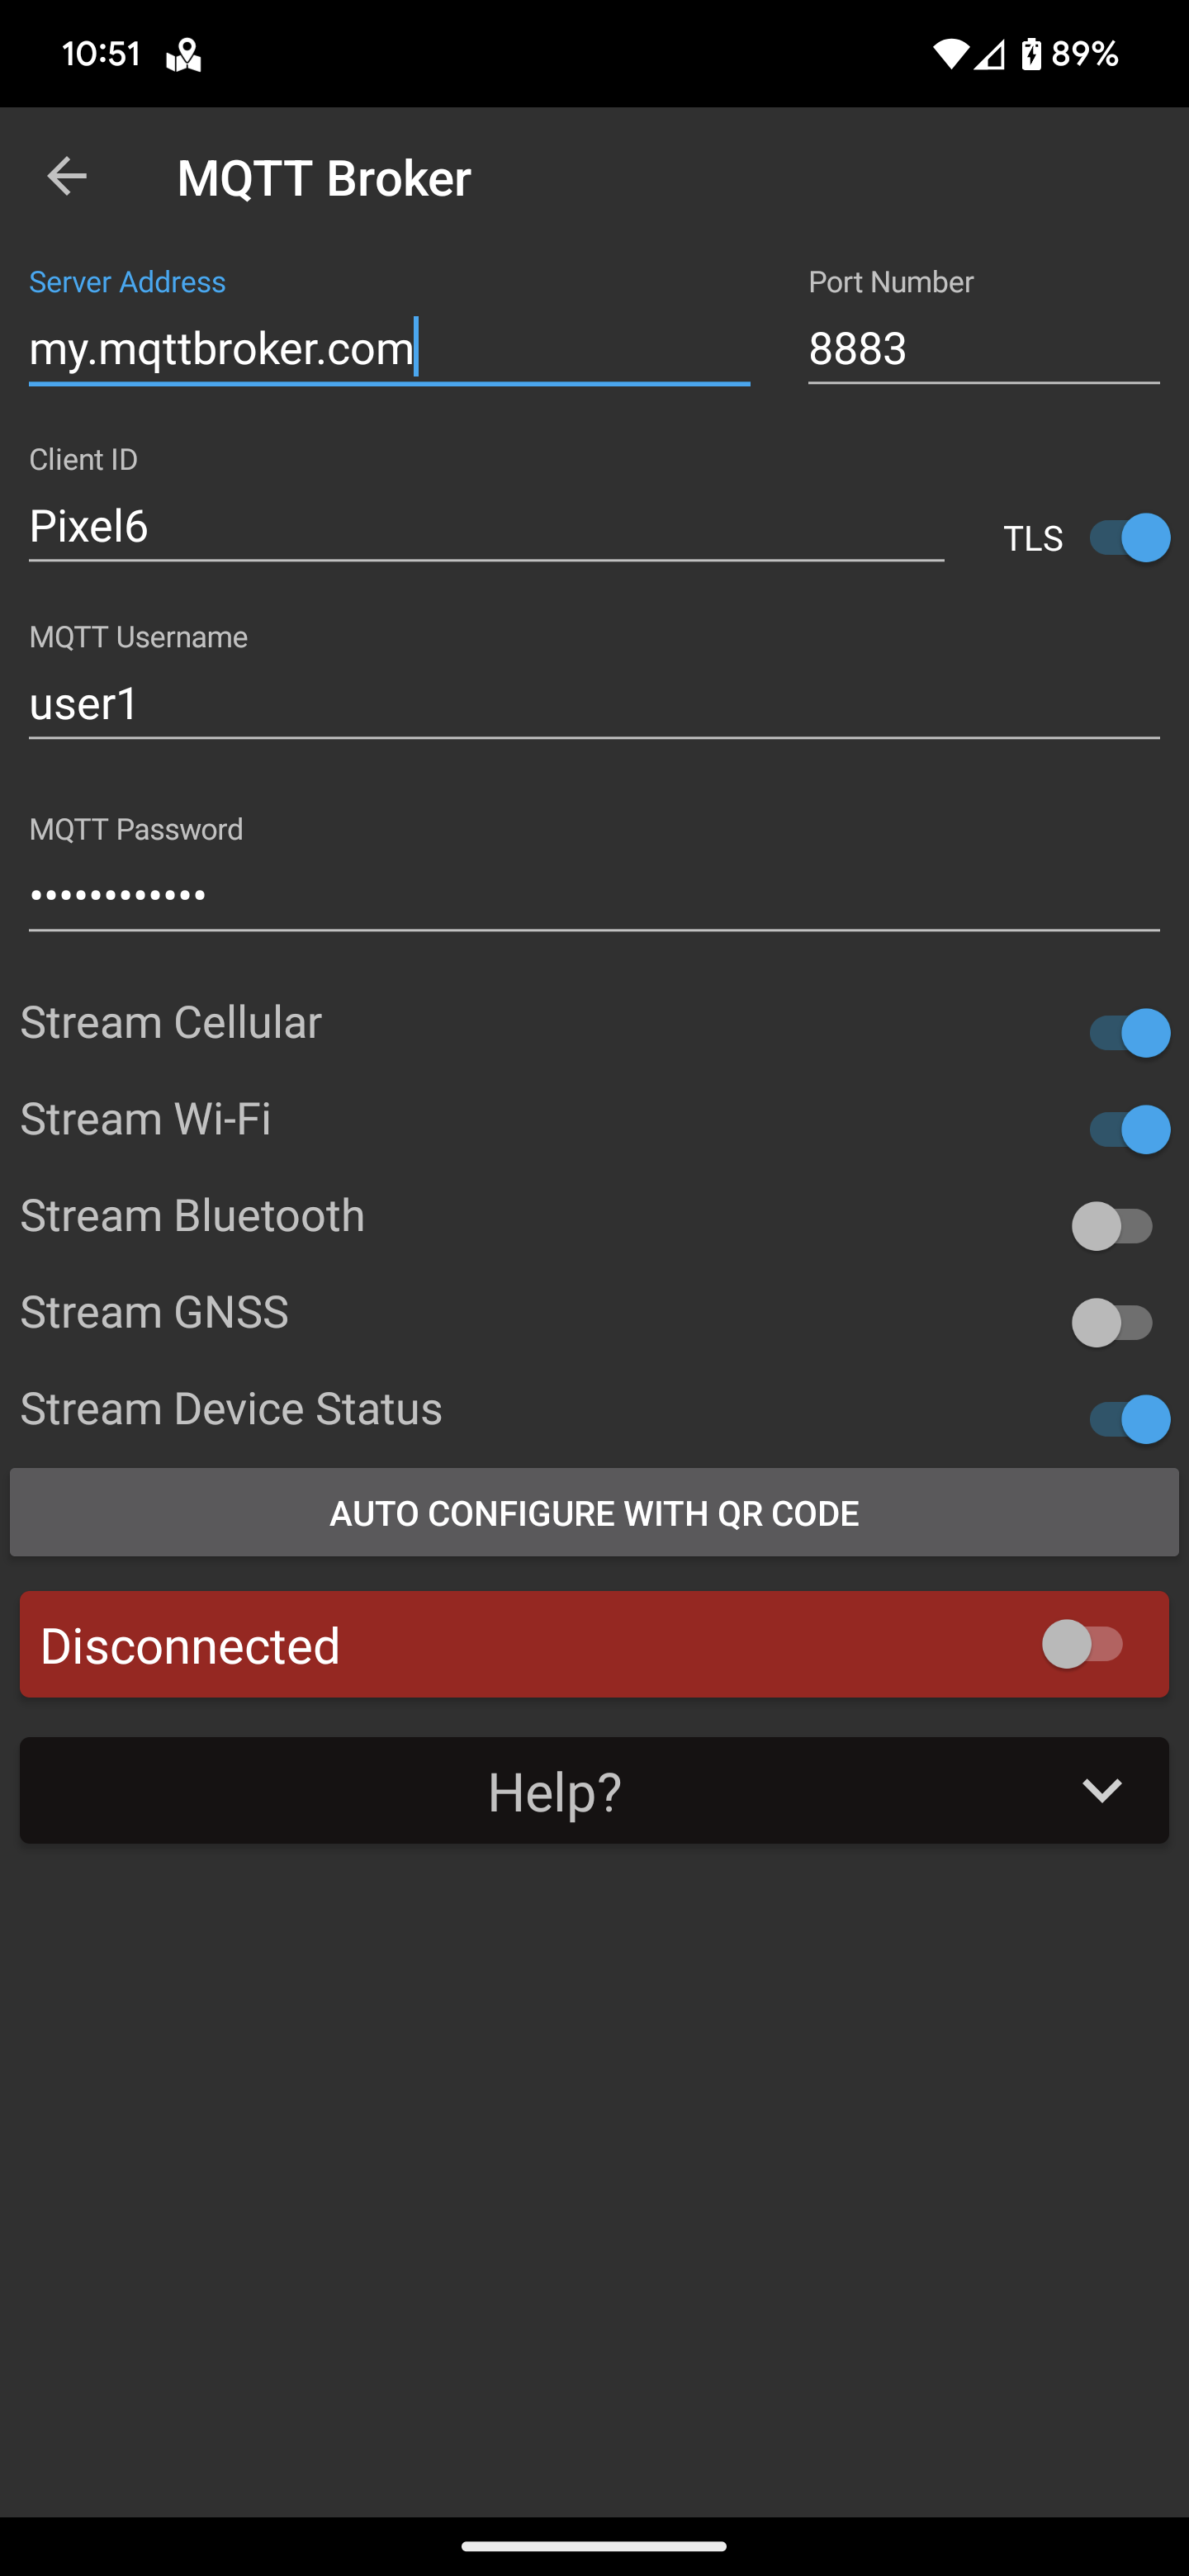 10:51 89%
MQTT Broker
Server Address Port Number
my.mqttbroker.com 8883
Client ID
Pixel6
TLS
MQTT Username
user1
MQTT Password
••••••••••••
Stream Cellular
Stream Wi-Fi
Stream Bluetooth
Stream GNSS
Stream Device Status
AUTO CONFIGURE WITH QR CODE
Disconnected
Help?